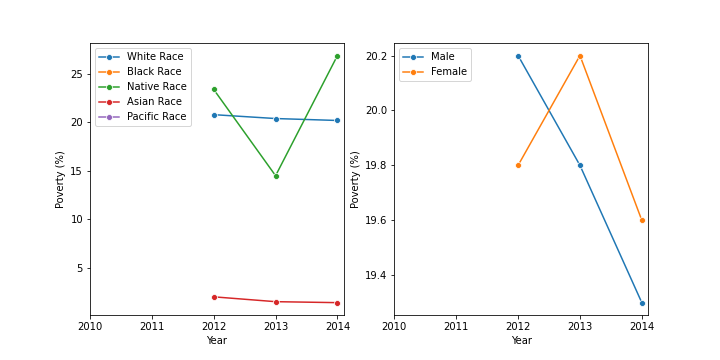 White Race
Black Race
Native Race
Asian Race
Pacific Race
25
20
15
10
5
Poverty (%)
2010 2011 2012 2013 2014
Year
Male
Female
20.2
20.0
19.8
19.6
19.4
Poverty (%)
2010 2011 2012 2013 2014
Year